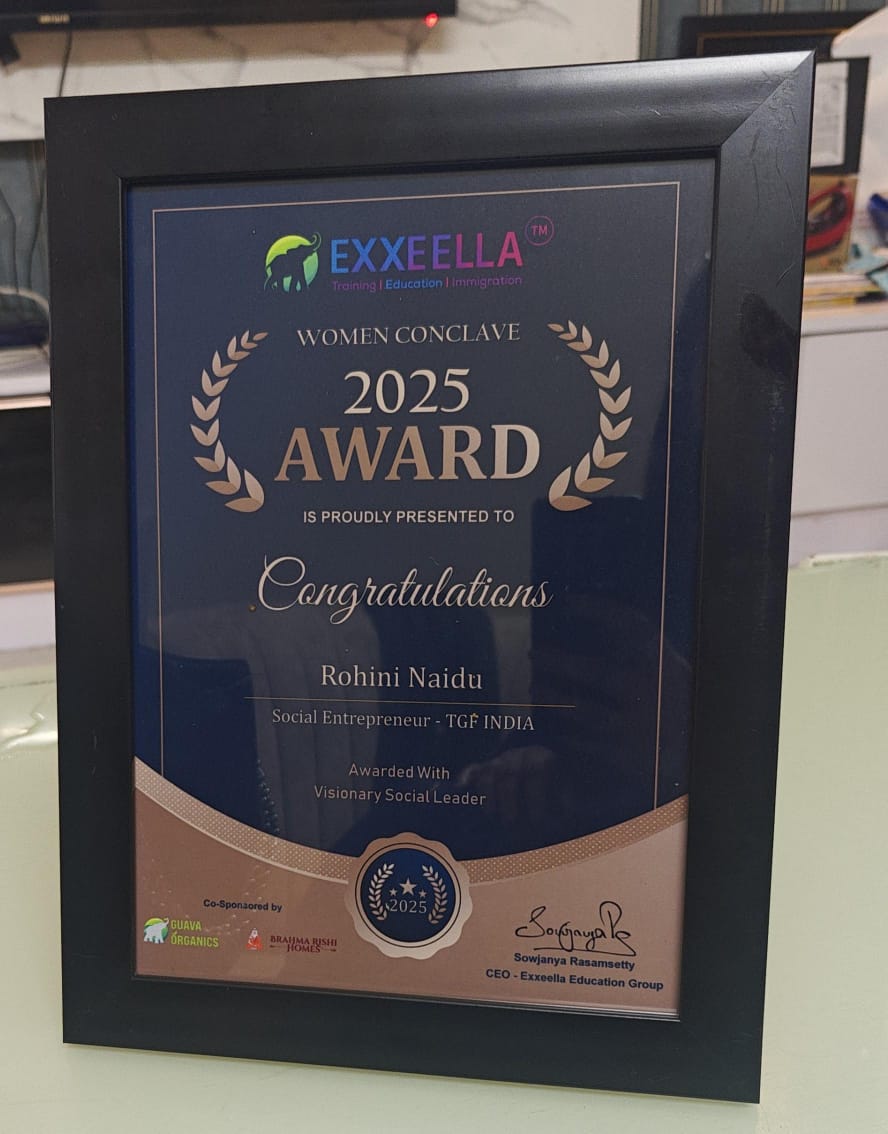 EXXEELLA TM
Training | Education | Immigration
WOMEN CONCLAVE
2025
AWARD
IS PROUDLY PRESENTED TO
Congratulations
Rohini Naidu
Social Entrepreneur - TGF INDIA
Awarded With
Visionary Social Leader
2025
Co-Sponsored by
GUAVA
ORGANICS
BRAHMA RISHI
HOMES
Sowjanya Rasamsetty
CEO - Exxeella Education Group